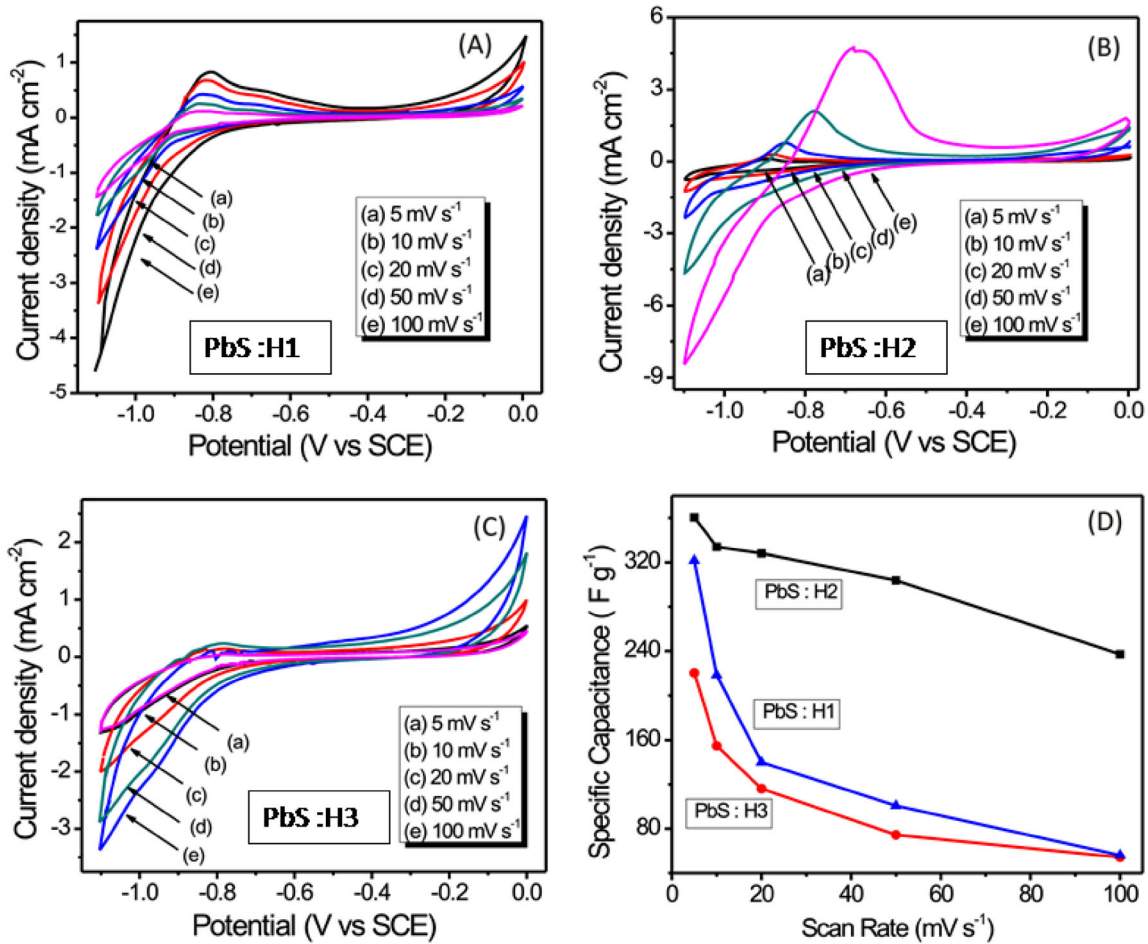 (A)
1
0
-1
-2
-3
-4
-5
Current density (mA cm-2)
(a)
(b)
(c)
(d)
(e)
(a) 5 mV s-1
(b) 10 mV s-1
(c) 20 mV s-1
(d) 50 mV s-1
(e) 100 mV s-1
PbS :H1
-1.0 -0.8 -0.6 -0.4 -0.2 0.0
Potential (V vs SCE)
(B)
6
3
0
-3
-6
-9
Current density (mA cm-2)
(a) (b) (c) (d) (e)
(a) 5 mV s-1
(b) 10 mV s-1
(c) 20 mV s-1
(d) 50 mV s-1
(e) 100 mV s-1
PbS :H2
-1.0 -0.8 -0.6 -0.4 -0.2 0.0
Potential (V vs SCE)
(C)
2
1
0
-1
-2
-3
Current density (mA cm-2)
(a)
(b)
(c)
(d)
(e)
(a) 5 mV s-1
(b) 10 mV s-1
(c) 20 mV s-1
(d) 50 mV s-1
(e) 100 mV s-1
PbS :H3
-1.0 -0.8 -0.6 -0.4 -0.2 0.0
Potential (V vs SCE)
(D)
320
240
160
80
Specific Capacitance ( F g-1)
PbS : H2
PbS : H1
PbS : H3
0 20 40 60 80 100
Scan Rate (mV s-1)